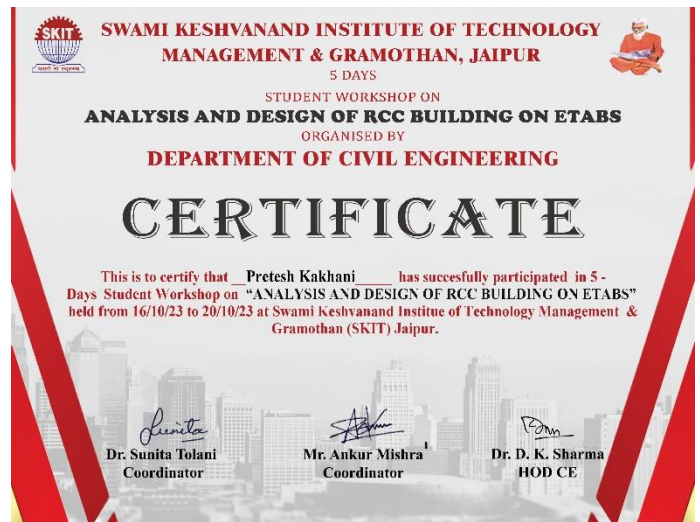 SKIT
SWAMI KESHVANAND INSTITUTE OF TECHNOLOGY
MANAGEMENT & GRAMOTHAN, JAIPUR
5 DAYS
STUDENT WORKSHOP ON
ANALYSIS AND DESIGN OF RCC BUILDING ON ETABS
ORGANISED BY
DEPARTMENT OF CIVIL ENGINEERING
CERTIFICATE
This is to certify that __Pretesh Kakhani_____ has succesfully participated in 5 -
Days Student Workshop on "ANALYSIS AND DESIGN OF RCC BUILDING ON ETABS"
held from 16/10/23 to 20/10/23 at Swami Keshvanand Institue of Technology Management &
Gramothan (SKIT) Jaipur.
Sunita
Dr. Sunita Tolani
Coordinator
Mr. Ankur Mishra
Coordinator
Dr. D. K. Sharma
HOD CE